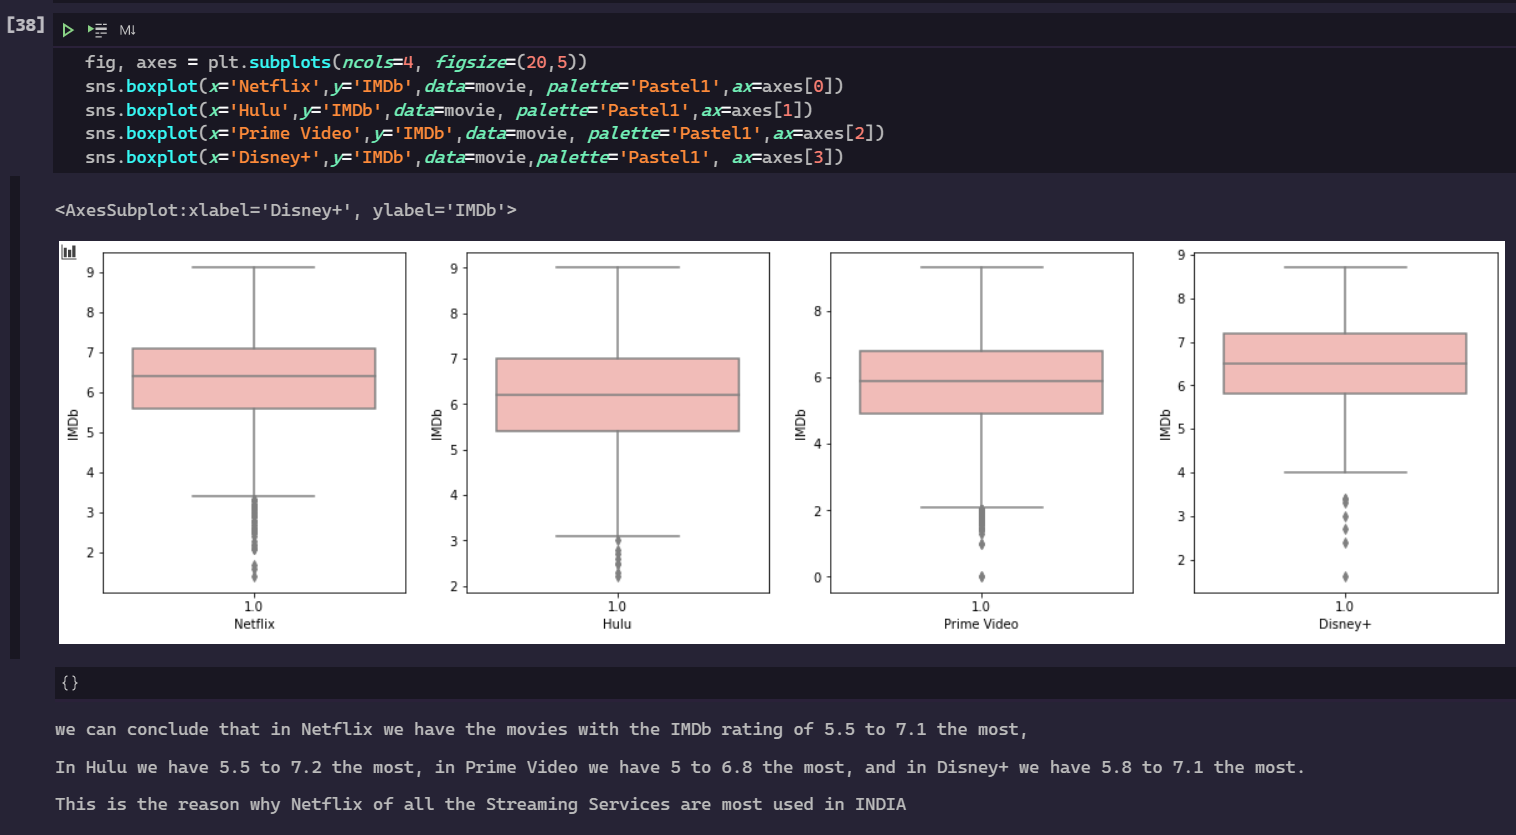 [38]
M↓
fig, axes = plt.subplots(ncols=4, figsize=(20,5))
sns.boxplot(x='Netflix',y='IMDb',data=movie, palette='Pastel1',ax=axes[0])
sns.boxplot(x='Hulu',y='IMDb',data=movie, palette='Pastel1',ax=axes[1])
sns.boxplot(x='Prime Video',y='IMDb',data=movie, palette='Pastel1',ax=axes[2])
sns.boxplot(x='Disney+',y='IMDb',data=movie,palette='Pastel1', ax=axes[3])
<AxesSubplot:xlabel='Disney+', ylabel='IMDb'>
9
8
7
6
5
4
3
2
IMDb
1.0
Netflix
9
8
7
6
5
4
3
2
IMDb
1.0
Hulu
8
6
4
2
0
IMDb
1.0
Prime Video
9
8
7
6
5
4
3
2
IMDb
1.0
Disney+
{}
we can conclude that in Netflix we have the movies with the IMDb rating of 5.5 to 7.1 the most,
In Hulu we have 5.5 to 7.2 the most, in Prime Video we have 5 to 6.8 the most, and in Disney+ we have 5.8 to 7.1 the most.
This is the reason why Netflix of all the Streaming Services are most used in INDIA